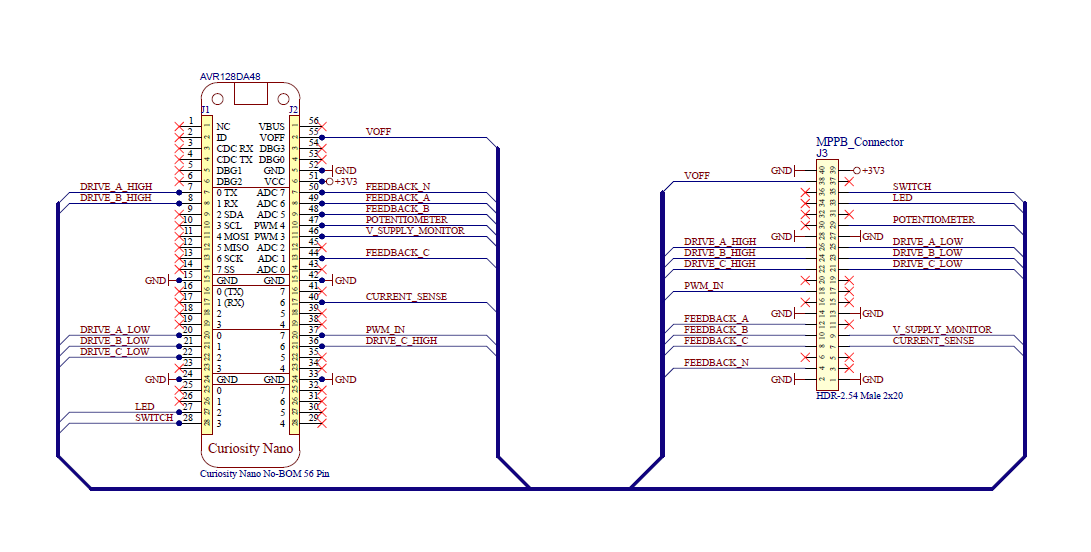 AVR128DA48
J1 J2
1 NC VBUS 56
2 ID VOFF 55 VOFF
3 CDC RX DBG3 54
4 CDC TX DBG0 53
5 DBG1 GND 52 GND
6 DBG2 VCC 51 +3V3
DRIVE_A_HIGH 7 0 TX ADC 7 50 FEEDBACK_N
DRIVE_B_HIGH 8 1 RX ADC 6 49 FEEDBACK_A
9 2 SDA ADC 5 48 FEEDBACK_B
10 3 SCL PWM 4 47 POTENTIOMETER
11 4 MOSI PWM 3 46 V_SUPPLY_MONITOR
12 5 MISO ADC 2 45
13 6 SCK ADC 1 44 FEEDBACK_C
14 7 SS ADC 0 43
GND 15 GND GND 42 GND
16 0 (TX) 7 41
17 1 (RX) 6 40 CURRENT_SENSE
18 2 5 39
19 3 4 38
DRIVE_A_LOW 20 0 7 37 PWM_IN
DRIVE_B_LOW 21 1 6 36 DRIVE_C_HIGH
DRIVE_C_LOW 22 2 5 35
23 3 4 34
GND 24 GND GND 33 GND
25 0 7 32
26 1 6 31
LED 27 2 5 30
SWITCH 28 3 4 29
Curiosity Nano
Curiosity Nano No-BOM 56 Pin
MPPB_Connector
J3
GND 40 39 +3V3
VOFF 38 37
36 35 SWITCH
34 33 LED
32 31
30 29 POTENTIOMETER
GND 28 27 GND
DRIVE_A_HIGH 26 25 DRIVE_A_LOW
DRIVE_B_HIGH 24 23 DRIVE_B_LOW
DRIVE_C_HIGH 22 21 DRIVE_C_LOW
20 19
PWM_IN 18 17
16 15
GND 14 13 GND
FEEDBACK_A 12 11
FEEDBACK_B 10 9 V_SUPPLY_MONITOR
FEEDBACK_C 8 7 CURRENT_SENSE
6 5
FEEDBACK_N 4 3
GND 2 1 GND
HDR-2.54 Male 2x20